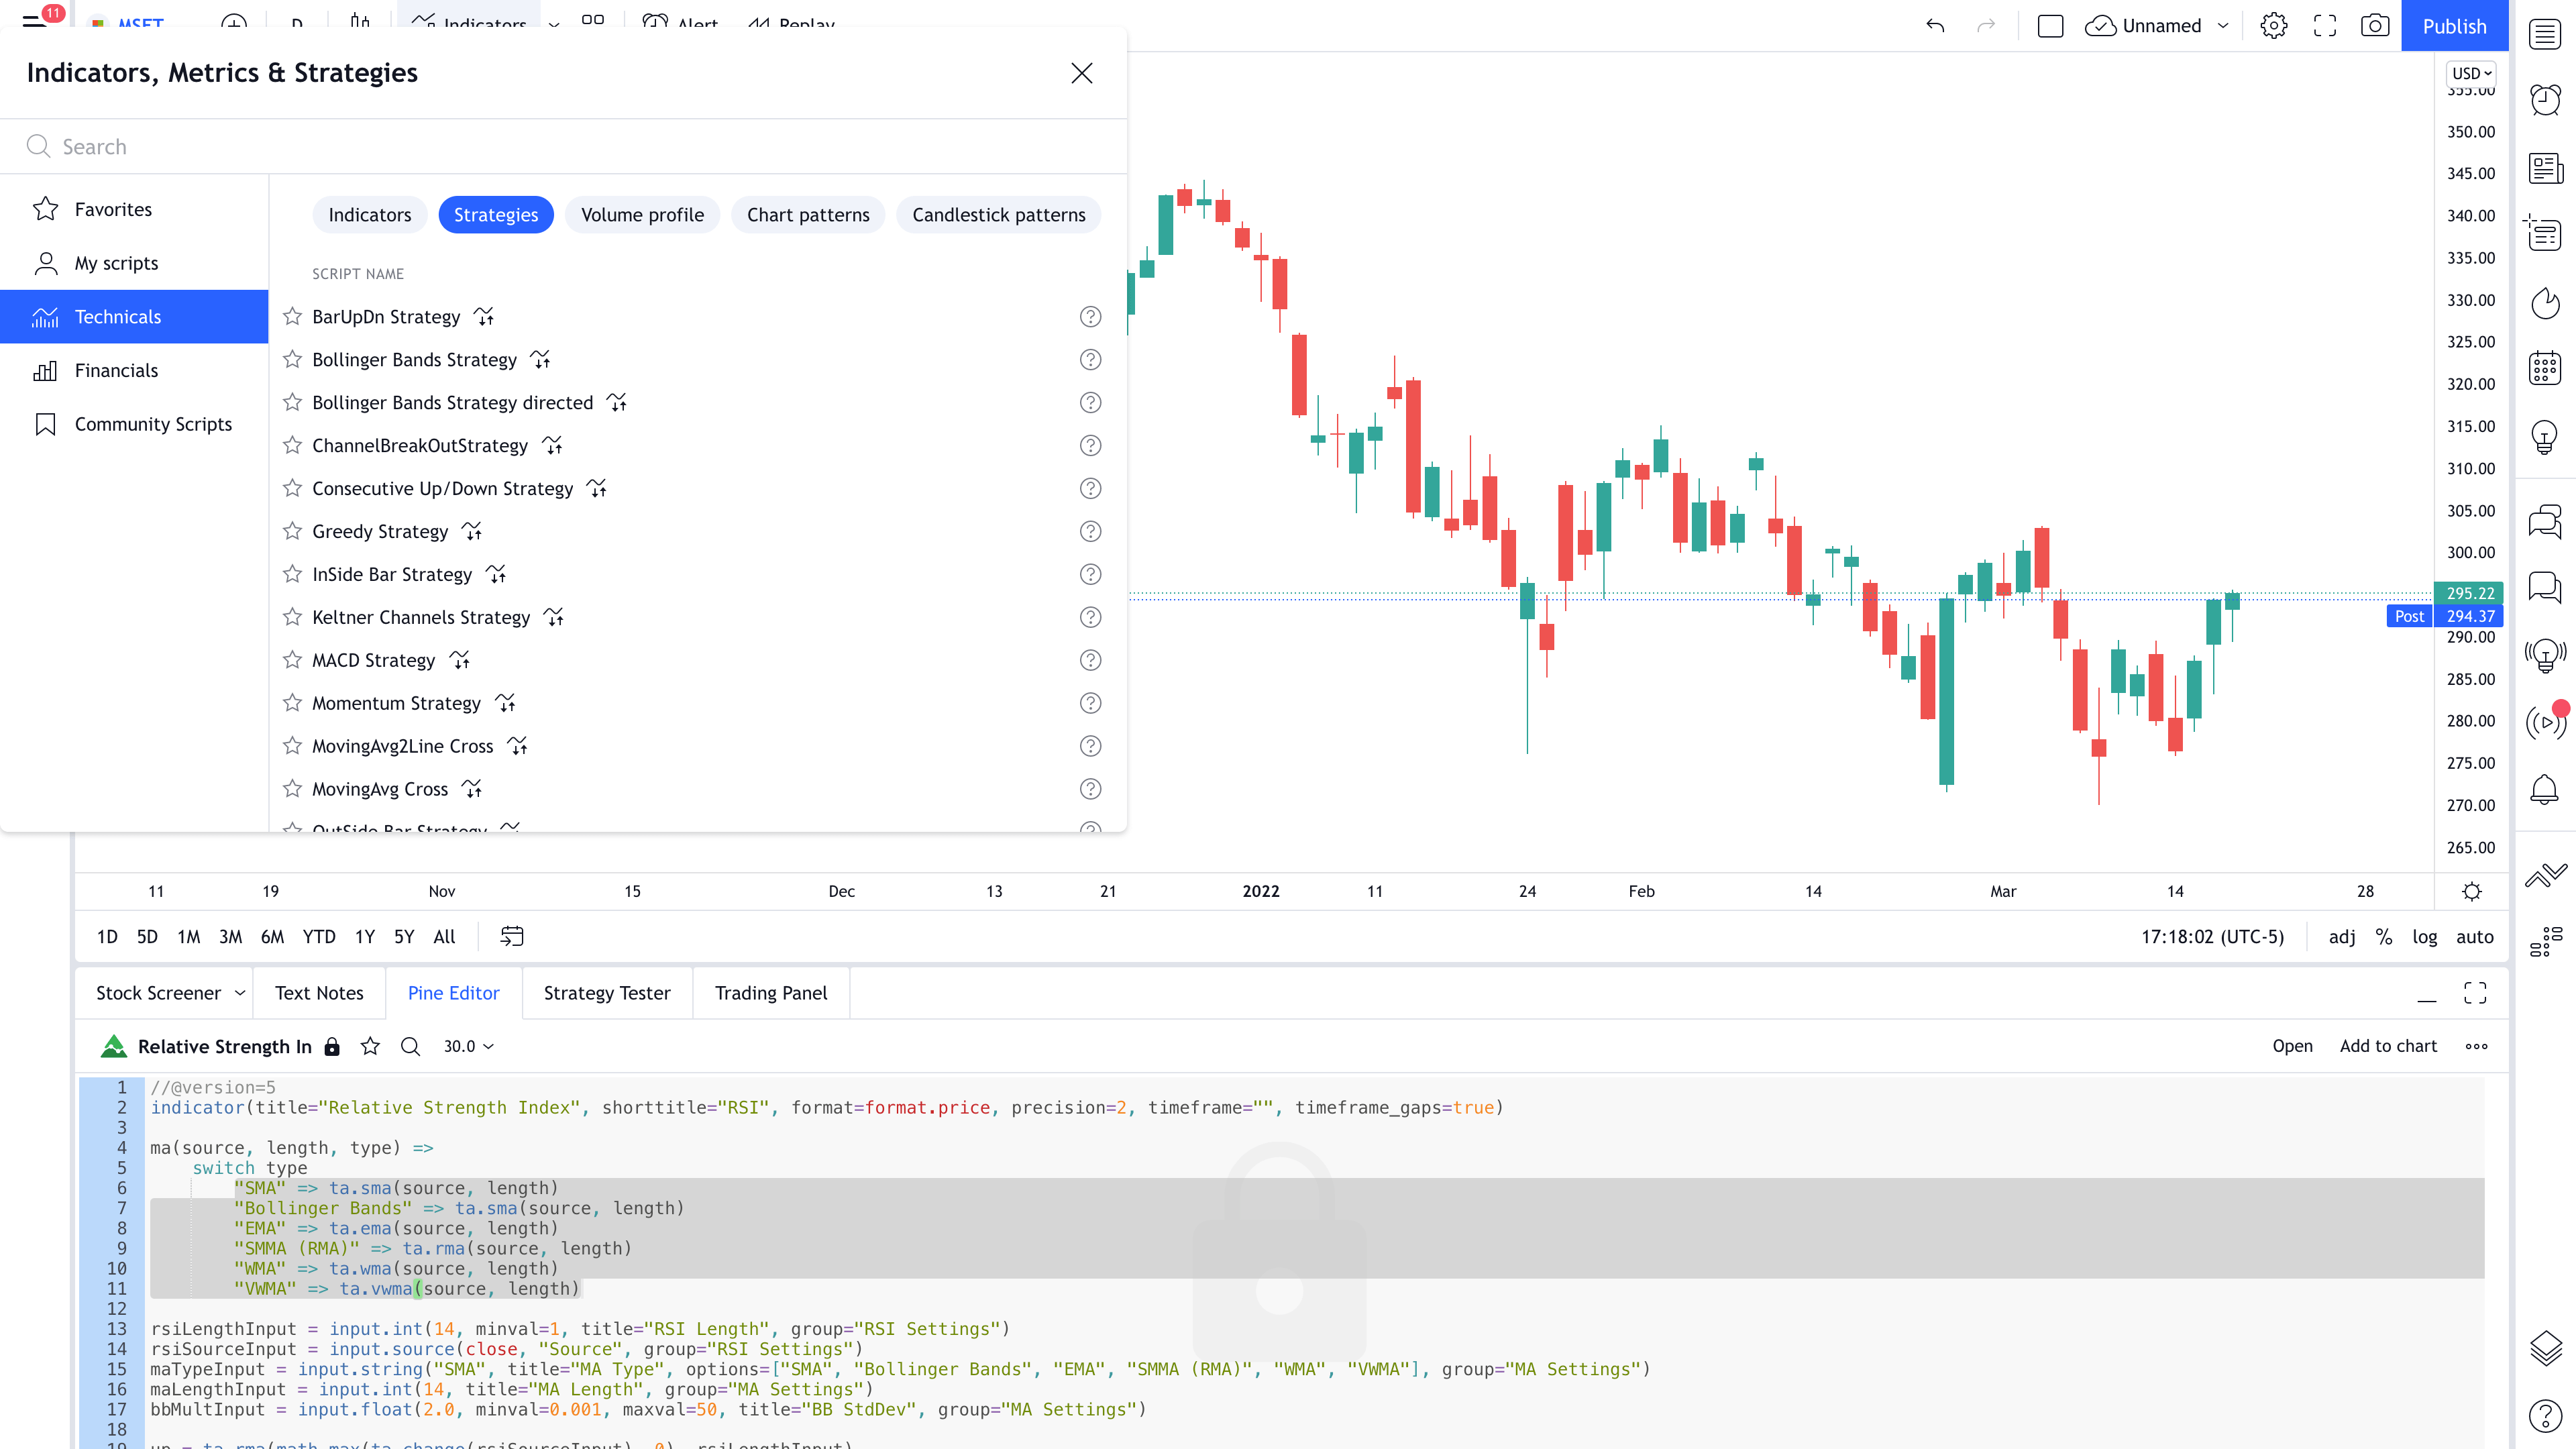 11
MSFT
D
Indicators
Alert
Replay
Unnamed
Publish
Indicators, Metrics & Strategies
Search
Favorites
My scripts
Technicals
Financials
Community Scripts
Indicators
Strategies
Volume profile
Chart patterns
Candlestick patterns
SCRIPT NAME
BarUpDn Strategy
Bollinger Bands Strategy
Bollinger Bands Strategy directed
ChannelBreakOutStrategy
Consecutive Up/Down Strategy
Greedy Strategy
InSide Bar Strategy
Keltner Channels Strategy
MACD Strategy
Momentum Strategy
MovingAvg2Line Cross
MovingAvg Cross
OutSide Bar Strategy
USD
355.00
350.00
345.00
340.00
335.00
330.00
325.00
320.00
315.00
310.00
305.00
300.00
295.22
Post 294.37
290.00
285.00
280.00
275.00
270.00
265.00
11 19 Nov 15 Dec 13 21 2022 11 24 Feb 14 Mar 14 28
1D 5D 1M 3M 6M YTD 1Y 5Y All
17:18:02 (UTC-5) adj % log auto
Stock Screener Text Notes Pine Editor Strategy Tester Trading Panel
Relative Strength In 30.0 Open Add to chart
1 //@version=5
2 indicator(title="Relative Strength Index", shorttitle="RSI", format=format.price, precision=2, timeframe="", timeframe_gaps=true)
3
4 ma(source, length, type) =>
5 switch type
6 "SMA" => ta.sma(source, length)
7 "Bollinger Bands" => ta.sma(source, length)
8 "EMA" => ta.ema(source, length)
9 "SMMA (RMA)" => ta.rma(source, length)
10 "WMA" => ta.wma(source, length)
11 "VWMA" => ta.vwma(source, length)
12
13 rsiLengthInput = input.int(14, minval=1, title="RSI Length", group="RSI Settings")
14 rsiSourceInput = input.source(close, "Source", group="RSI Settings")
15 maTypeInput = input.string("SMA", title="MA Type", options=["SMA", "Bollinger Bands", "EMA", "SMMA (RMA)", "WMA", "VWMA"], group="MA Settings")
16 maLengthInput = input.int(14, title="MA Length", group="MA Settings")
17 bbMultInput = input.float(2.0, minval=0.001, maxval=50, title="BB StdDev", group="MA Settings")
18
19 up = ta.rma(math.max(ta.change(rsiSourceInput), 0), rsiLengthInput)